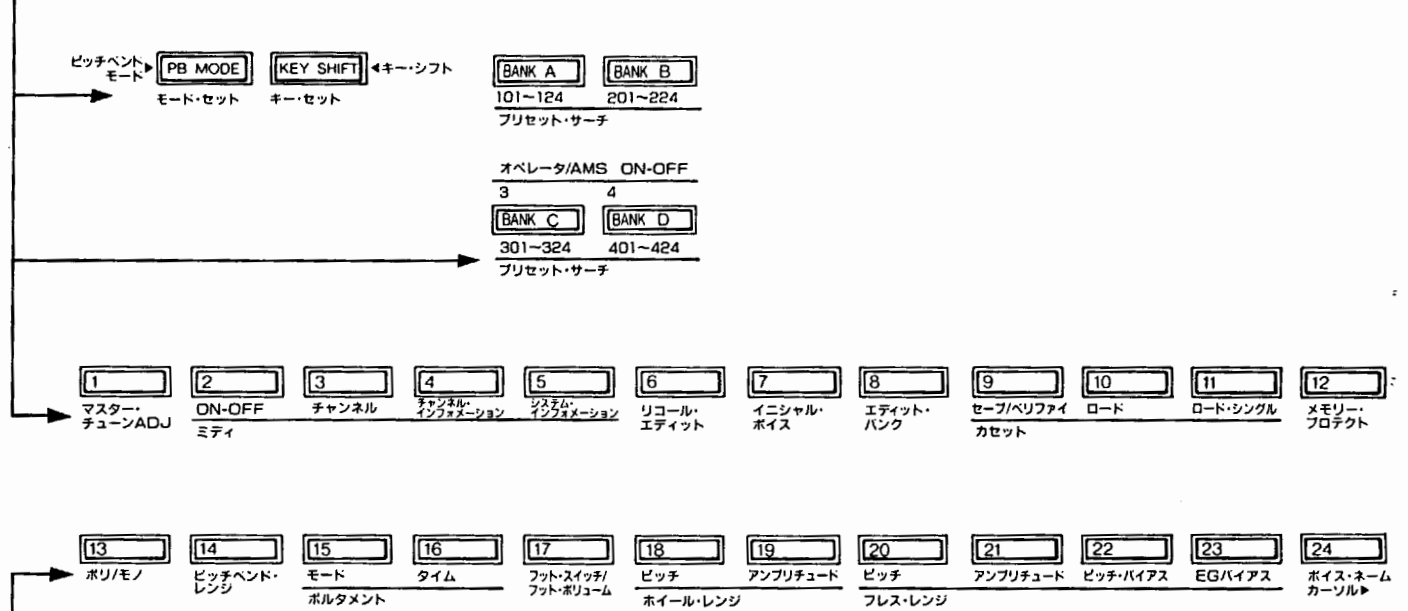 ピッチベンド▶ PB MODE KEY SHIFT ◀キー・シフト BANK A BANK B
モード
モード・セット キー・セット 101~124 201~224
プリセット・サーチ
オペレータ/AMS ON-OFF
3 4
BANK C BANK D
301~324 401~424
プリセット・サーチ
1 2 3 4 5 6 7 8 9 10 11 12
マスター・ ON-OFF チャンネル チャンネル・ システム・ リコール・ イニシャル・ エディット・ セーブ/ベリファイ ロード ロード・シングル メモリー・
チューンADJ インフォメーション インフォメーション エディット ボイス バンク プロテクト
ミディ カセット
13 14 15 16 17 18 19 20 21 22 23 24
ポリ/モノ ピッチベンド・ モード タイム フット・スイッチ/ ピッチ アンプリチュード ピッチ アンプリチュード ピッチ・バイアス EGバイアス ボイス・ネーム
レンジ フット・ボリューム カーソル▶
ポルタメント ホイール・レンジ ブレス・レンジ